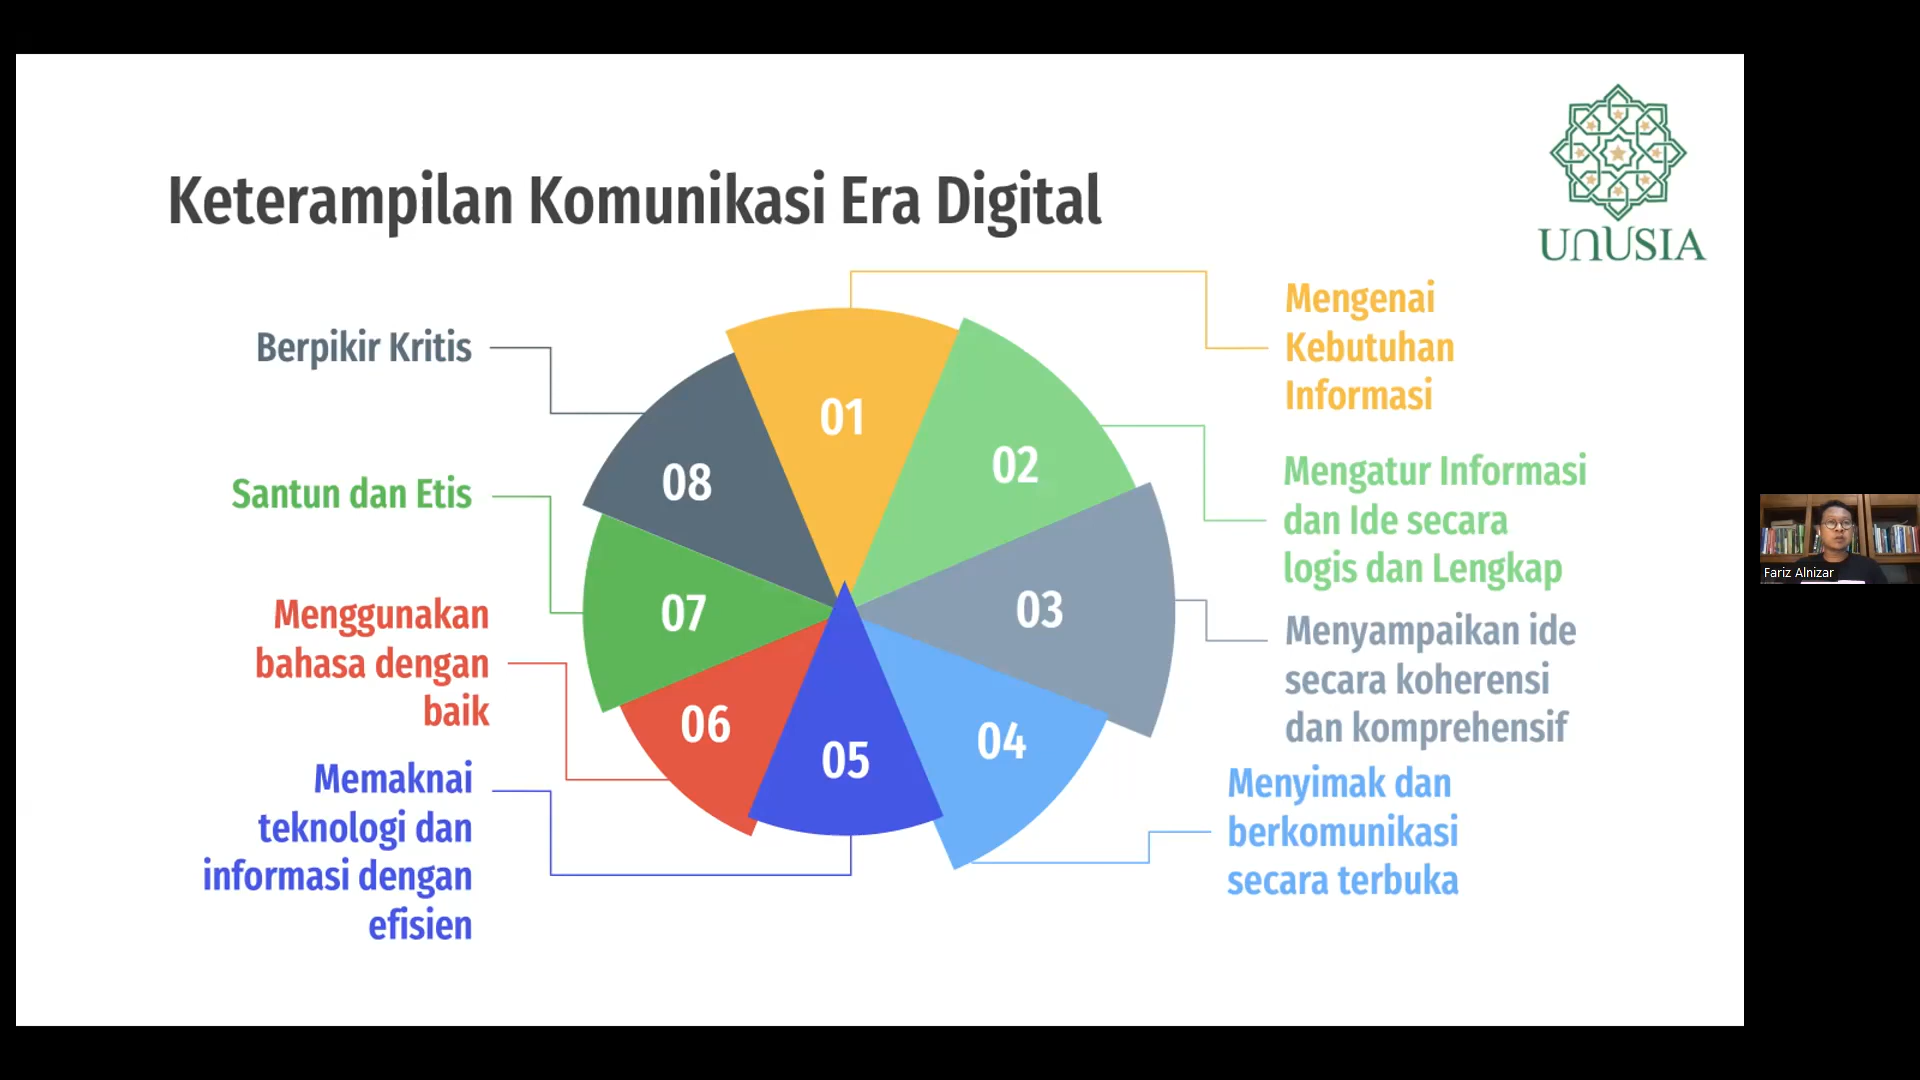 Keterampilan Komunikasi Era Digital
UNUSIA
01
Mengenai
Kebutuhan
Informasi
02
Mengatur Informasi
dan Ide secara
logis dan Lengkap
03
Menyampaikan ide
secara koherensi
dan komprehensif
04
Menyimak dan
berkomunikasi
secara terbuka
05
Memaknai
teknologi dan
informasi dengan
efisien
06
Menggunakan
bahasa dengan
baik
07
Santun dan Etis
08
Berpikir Kritis
Fariz Alnizar